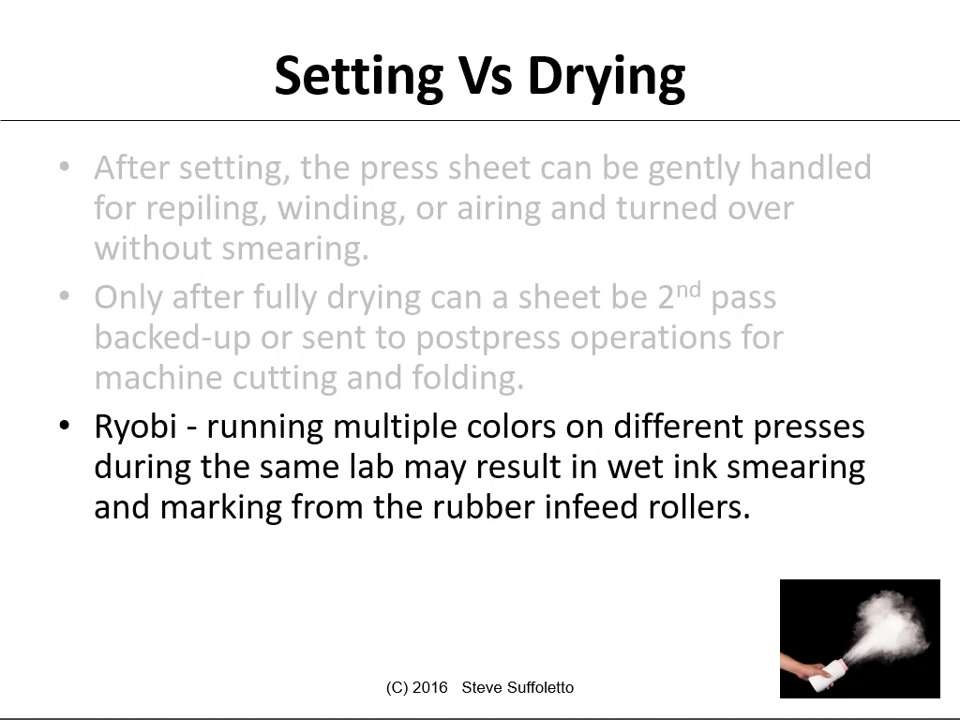 Setting Vs Drying
• After setting, the press sheet can be gently handled
for repiling, winding, or airing and turned over
without smearing.
• Only after fully drying can a sheet be 2nd pass
backed-up or sent to postpress operations for
machine cutting and folding.
• Ryobi - running multiple colors on different presses
during the same lab may result in wet ink smearing
and marking from the rubber infeed rollers.
(C) 2016 Steve Suffoletto